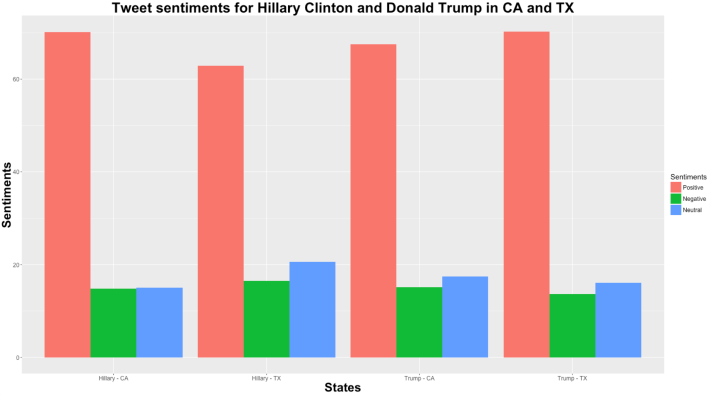 Tweet sentiments for Hillary Clinton and Donald Trump in CA and TX
Sentiments
60
40
20
0
Hillary - CA
Hillary - TX
Trump - CA
Trump - TX
States
Sentiments
Positive
Negative
Neutral